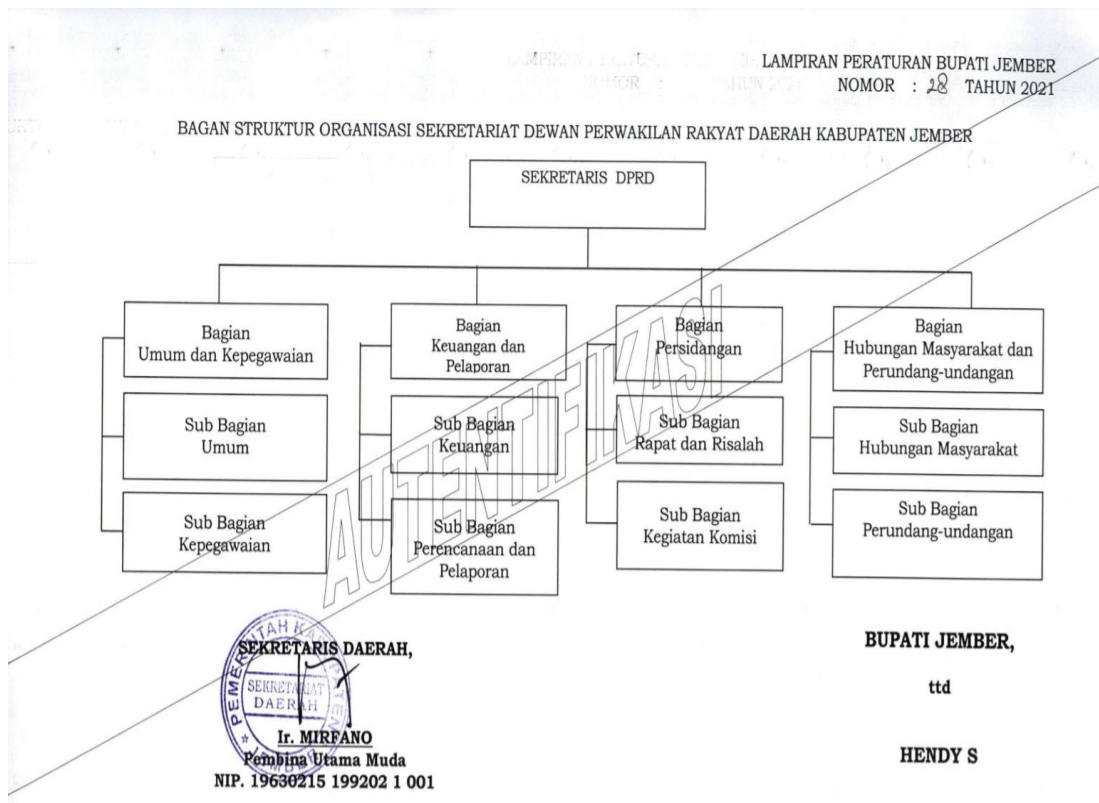 LAMPIRAN PERATURAN BUPATI JEMBER
NOMOR : 28 TAHUN 2021
BAGAN STRUKTUR ORGANISASI SEKRETARIAT DEWAN PERWAKILAN RAKYAT DAERAH KABUPATEN JEMBER
SEKRETARIS DPRD
Bagian
Umum dan Kepegawaian
Sub Bagian
Umum
Sub Bagian
Kepegawaian
Bagian
Keuangan dan
Pelaporan
Sub Bagian
Keuangan
Sub Bagian
Perencanaan dan
Pelaporan
Bagian
Persidangan
Sub Bagian
Rapat dan Risalah
Sub Bagian
Kegiatan Komisi
Bagian
Hubungan Masyarakat dan
Perundang-undangan
Sub Bagian
Hubungan Masyarakat
Sub Bagian
Perundang-undangan
AUTENTIFIKASI
SEKRETARIS DAERAH,
PEMERINTAH KABUPATEN
JEMBER
SEKRETARIAT
DAERAH
Ir. MIRFANO
Pembina Utama Muda
NIP. 19630215 199202 1 001
BUPATI JEMBER,
ttd
HENDY S